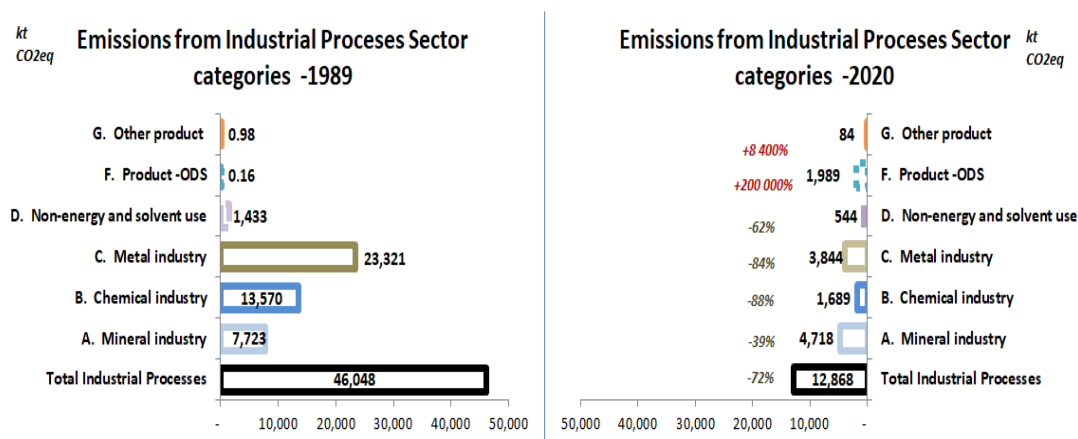 kt
CO2eq
Emissions from Industrial Proceses Sector
categories -1989
G. Other product
0.98
F. Product -ODS
0.16
D. Non-energy and solvent use
1,433
C. Metal industry
23,321
B. Chemical industry
13,570
A. Mineral industry
7,723
Total Industrial Processes
46,048
- 10,000 20,000 30,000 40,000 50,000
Emissions from Industrial Proceses Sector
categories -2020
kt
CO2eq
84
G. Other product
+8 400%
1,989
F. Product -ODS
+200 000%
544
D. Non-energy and solvent use
-62%
3,844
C. Metal industry
-84%
1,689
B. Chemical industry
-88%
4,718
A. Mineral industry
-39%
12,868
Total Industrial Processes
-72%
50,000 40,000 30,000 20,000 10,000 -